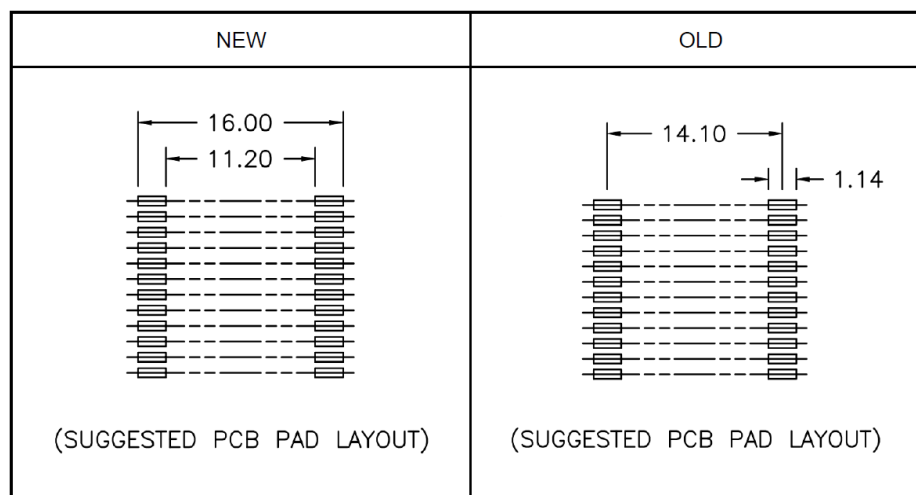 NEW
OLD
16.00
11.20
14.10
1.14
(SUGGESTED PCB PAD LAYOUT)
(SUGGESTED PCB PAD LAYOUT)